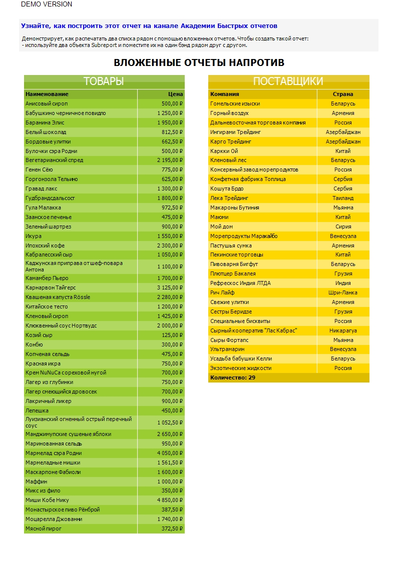 DEMO VERSION
Узнайте, как построить этот отчет на канале Академии Быстрых отчетов
Демонстрирует, как распечатать два списка рядом с помощью вложенных отчетов. Чтобы создать такой отчет:
- используйте два объекта Subreport и поместите их на один бэнд рядом друг с другом.
ВЛОЖЕННЫЕ ОТЧЕТЫ НАПРОТИВ
ТОВАРЫ
Наименование Цена
Анисовый сироп 500,00 ₽
Бабушкино черничное повидло 1 250,00 ₽
Баранина Элис 1 950,00 ₽
Белый шоколад 812,50 ₽
Бордовые улитки 662,50 ₽
Булочки сэра Родни 500,00 ₽
Вегетарианский спред 2 195,00 ₽
Генен Сёю 775,00 ₽
Горгонзола Тельино 625,00 ₽
Гравад лакс 1 300,00 ₽
Гудбрандсдальсост 1 800,00 ₽
Гула Малакка 972,50 ₽
Заанское печенье 475,00 ₽
Зеленый шартрез 900,00 ₽
Икура 1 550,00 ₽
Ипохский кофе 2 300,00 ₽
Кабралесский сыр 1 050,00 ₽
Каджунская приправа от шеф-повара
Антона 1 100,00 ₽
Камамбер Пьеро 1 700,00 ₽
Карнарвон Тайгерс 3 125,00 ₽
Квашеная капуста Rössle 2 280,00 ₽
Китайское тесто 1 200,00 ₽
Кленовый сироп 1 425,00 ₽
Клюквенный соус Нортвудс 2 000,00 ₽
Козий сыр 125,00 ₽
Конбю 300,00 ₽
Копченая сельдь 475,00 ₽
Красная икра 750,00 ₽
Крем NuNuCa с ореховой нугой 700,00 ₽
Лагер из глубинки 750,00 ₽
Лагер смеющийся дровосек 700,00 ₽
Лакричный ликер 900,00 ₽
Лепешка 450,00 ₽
Луизианский огненный острый перечный
соус 1 052,50 ₽
Манджимупские сушеные яблоки 2 650,00 ₽
Маринованная сельдь 950,00 ₽
Мармелад сэра Родни 4 050,00 ₽
Мармеладные мишки 1 561,50 ₽
Маскарпоне Фабиоли 1 600,00 ₽
Маффин 1 000,00 ₽
Микс из фило 350,00 ₽
Миши Кобе Нику 4 850,00 ₽
Монастырское пиво Рёнброй 387,50 ₽
Моцарелла Джованни 1 740,00 ₽
Мясной пирог 372,50 ₽
ПОСТАВЩИКИ
Компания Страна
Гомельские изыски Беларусь
Горный воздух Армения
Дальневосточная торговая компания Россия
Ингирами Трейдинг Азербайджан
Карго Трейдинг Азербайджан
Каркки Ой Китай
Кленовый лес Беларусь
Консервный завод морепродуктов Россия
Конфетная фабрика Топлица Сербия
Кошута Брдо Сербия
Лека Трейдинг Таиланд
Макароны Бутиния Мьянма
Маюми Китай
Мой дом Сирия
Морепродукты Маракайбо Венесуэла
Пастушья сумка Армения
Пекинские торговцы Китай
Пивоварня Бигфут Беларусь
Плютцер Бакалея Грузия
Рефрескос Индия ЛТДА Индия
Рич Лайф Шри-Ланка
Свежие улитки Армения
Сестры Беридзе Грузия
Специальные бисквиты Россия
Сырный кооператив "Лас Кабрас" Никарагуа
Сыры Фортапс Мьянма
Ультрамарин Венесуэла
Усадьба бабушки Келли Беларусь
Экзотические жидкости Россия
Количество: 29